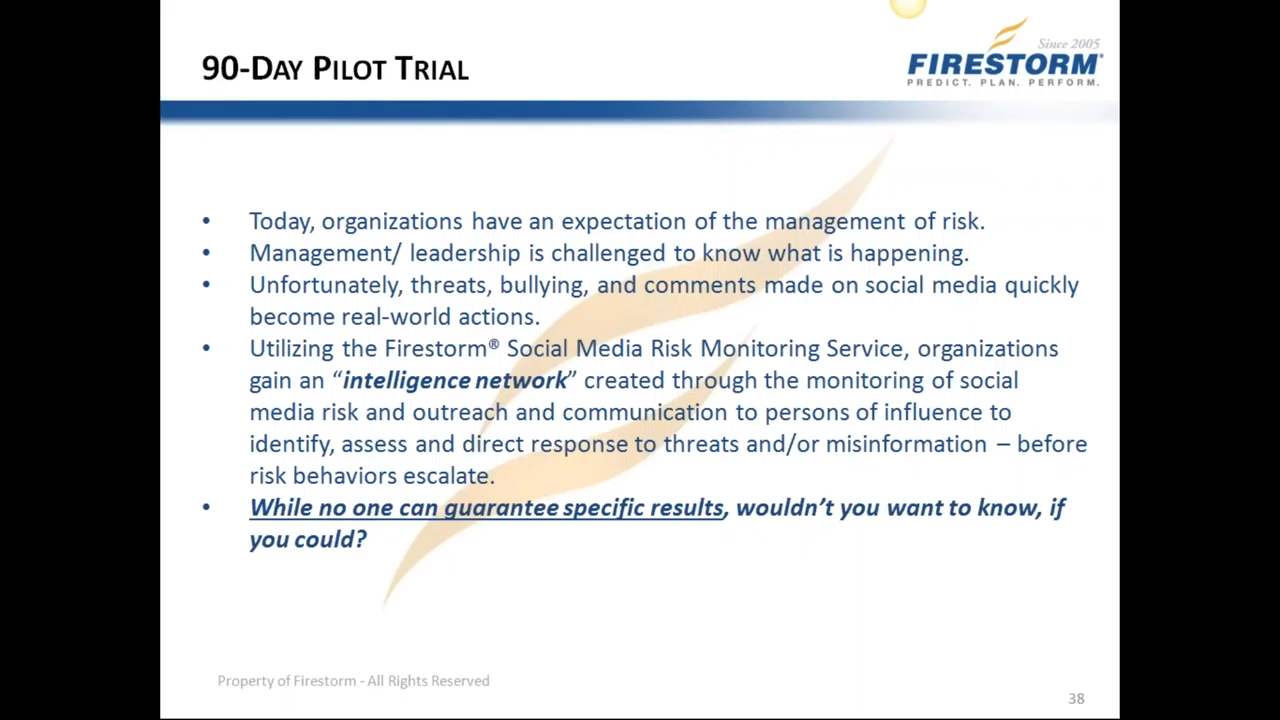 90-DAY PILOT TRIAL
Since 2005
FIRESTORM®
PREDICT. PLAN. PERFORM.
• Today, organizations have an expectation of the management of risk.
• Management/ leadership is challenged to know what is happening.
• Unfortunately, threats, bullying, and comments made on social media quickly
become real-world actions.
• Utilizing the Firestorm® Social Media Risk Monitoring Service, organizations
gain an “intelligence network” created through the monitoring of social
media risk and outreach and communication to persons of influence to
identify, assess and direct response to threats and/or misinformation – before
risk behaviors escalate.
• While no one can guarantee specific results, wouldn’t you want to know, if
you could?
Property of Firestorm - All Rights Reserved
38